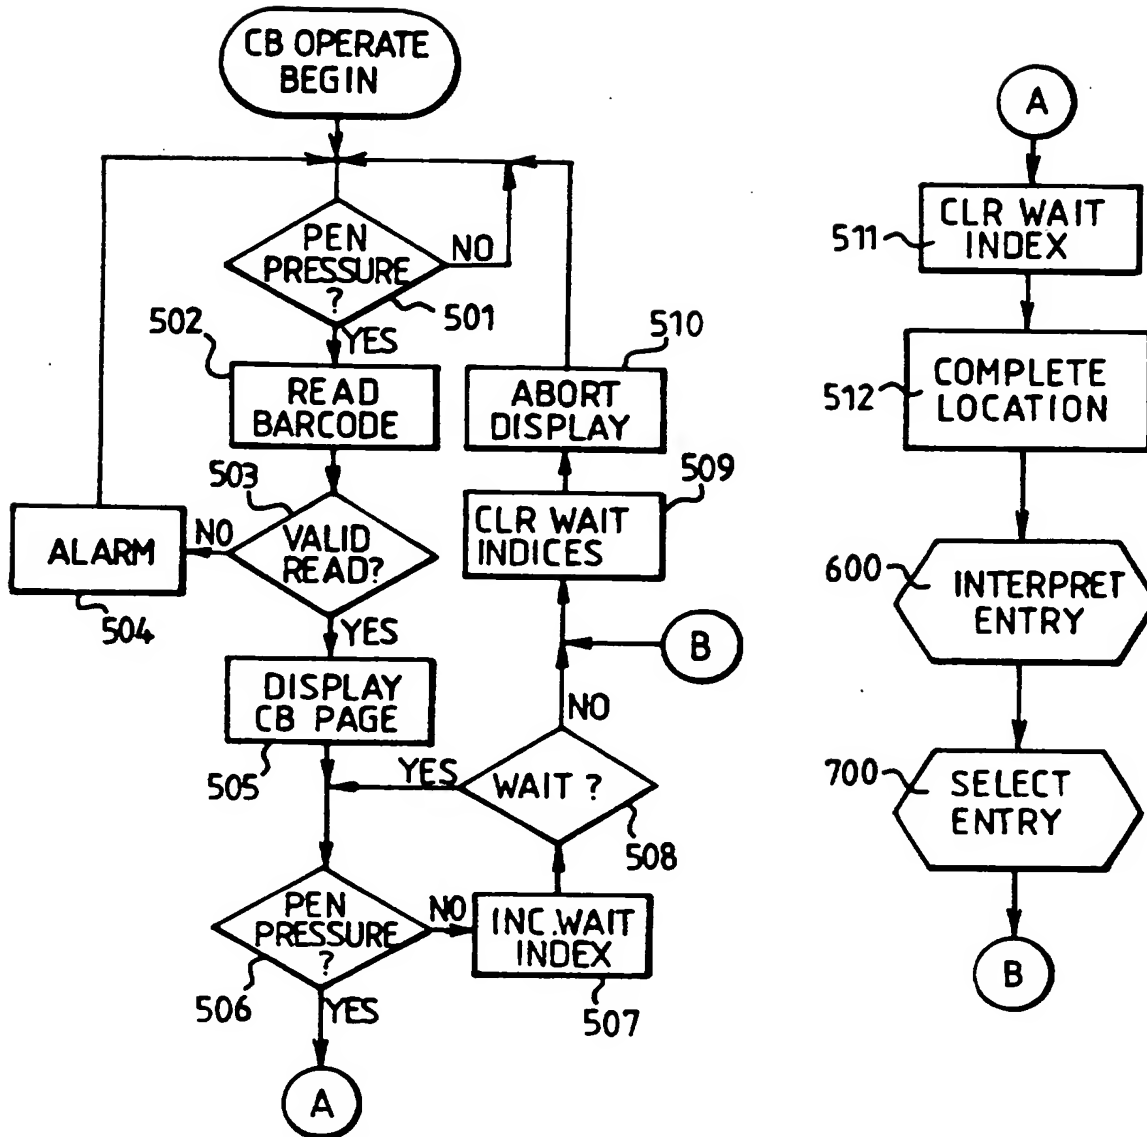 CB OPERATE
BEGIN
PEN
PRESSURE
?
NO
501
YES
502
READ
BARCODE
503
VALID
READ?
NO
ALARM
504
YES
DISPLAY
CB PAGE
505
YES
WAIT ?
508
NO
B
509
CLR WAIT
INDICES
510
ABORT
DISPLAY
PEN
PRESSURE
?
506
NO
INC.WAIT
INDEX
507
YES
A
A
511
CLR WAIT
INDEX
512
COMPLETE
LOCATION
600
INTERPRET
ENTRY
700
SELECT
ENTRY
B